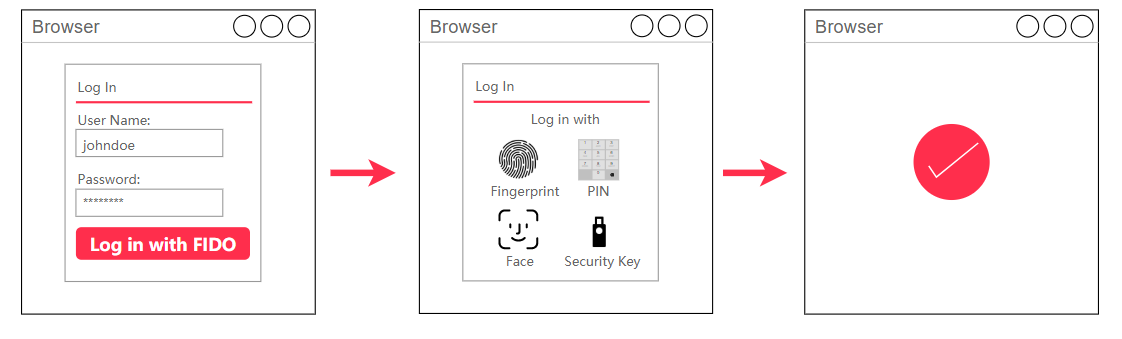 Browser
Log In
User Name:
johndoe
Password:
********
Log in with FIDO
Browser
Log In
Log in with
Fingerprint
PIN
Face
Security Key
Browser